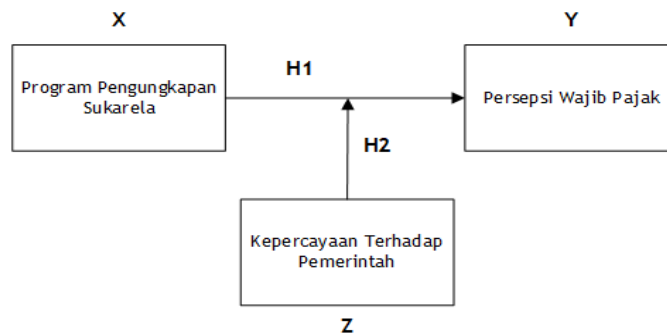 X
Y
Program Pengungkapan
Sukarela
H1
Persepsi Wajib Pajak
H2
Kepercayaan Terhadap
Pemerintah
Z